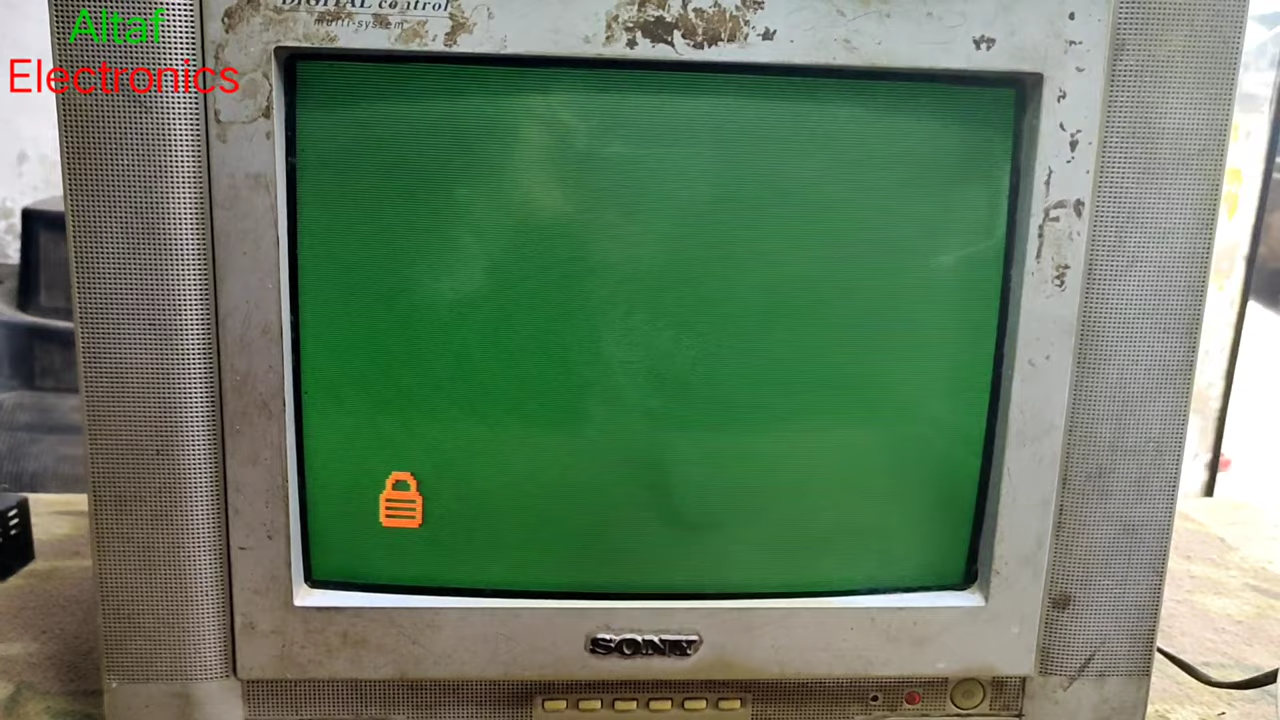 Altaf
Electronics
DIGITAL control
multi-system
SONY